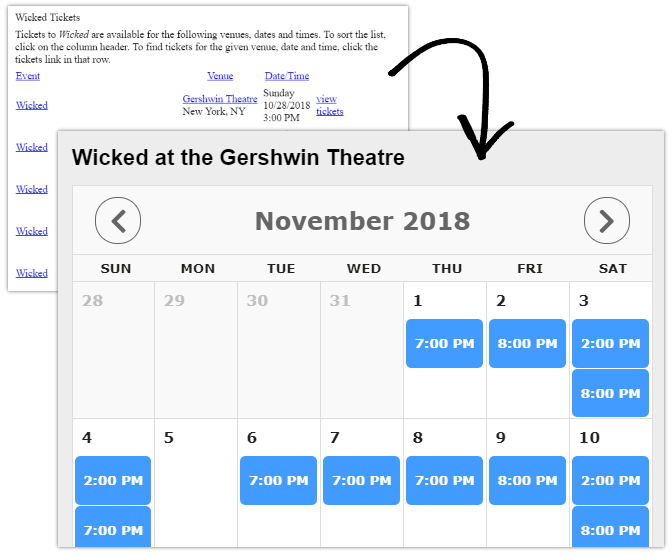 Wicked Tickets
Tickets to Wicked are available for the following venues, dates and times. To sort the list,
click on the column header. To find tickets for the given venue, date and time, click the
tickets link in that row.
Event Venue Date/Time
Wicked Gershwin Theatre New York, NY Sunday 10/28/2018 3:00 PM view tickets
Wicked
Wicked
Wicked
Wicked
Wicked at the Gershwin Theatre
November 2018
SUN MON TUE WED THU FRI SAT
28 29 30 31 1 2 3
7:00 PM 8:00 PM 2:00 PM
8:00 PM
4 5 6 7 8 9 10
2:00 PM 7:00 PM 7:00 PM 7:00 PM 8:00 PM 2:00 PM
7:00 PM 8:00 PM